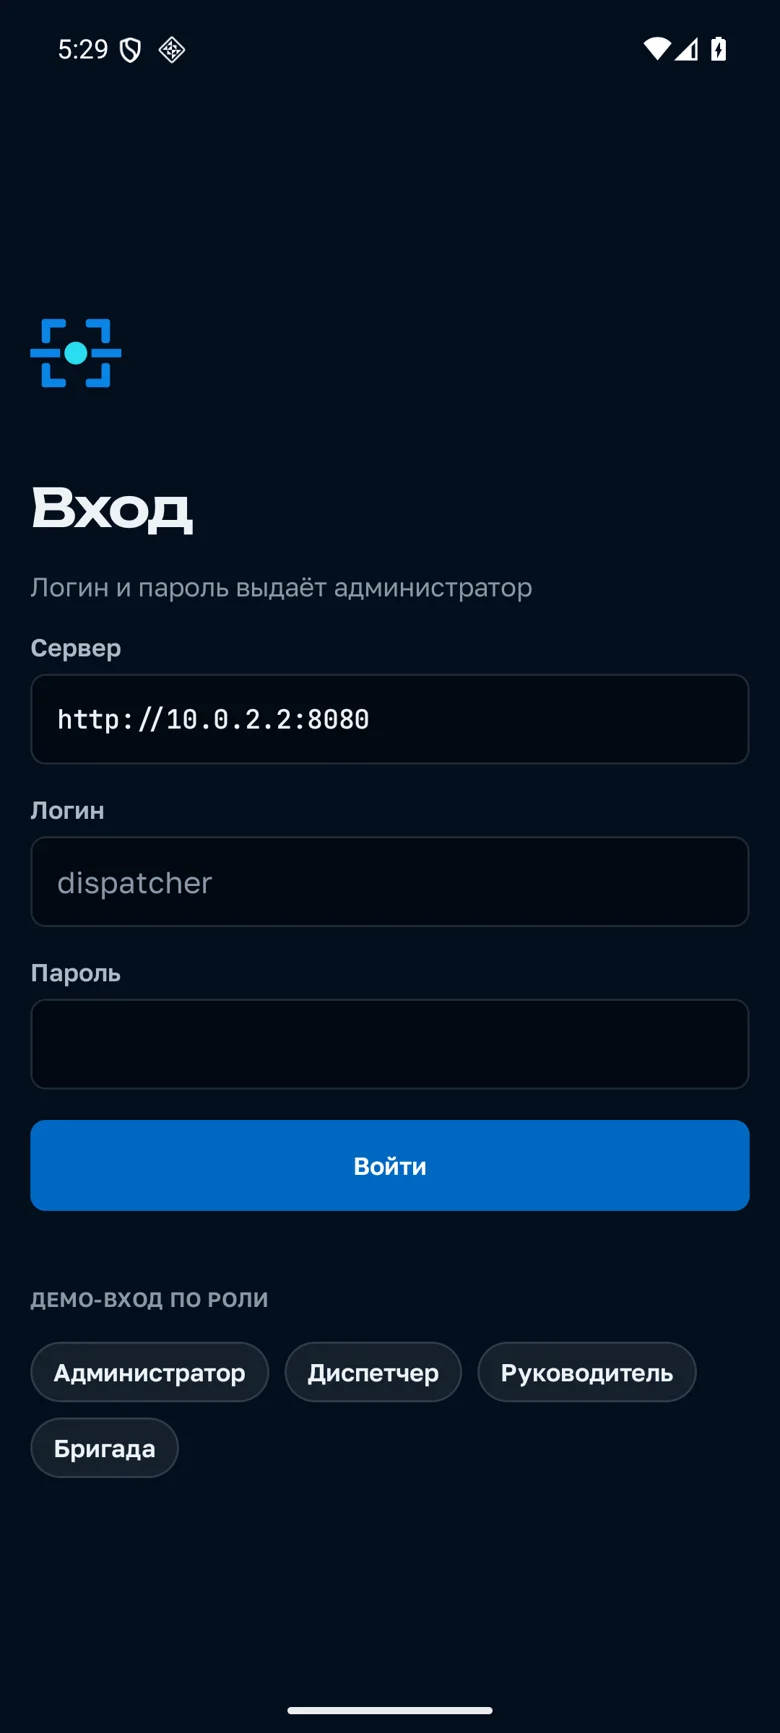 5:29
Вход
Логин и пароль выдаёт администратор
Сервер
http://10.0.2.2:8080
Логин
dispatcher
Пароль
Войти
ДЕМО-ВХОД ПО РОЛИ
Администратор Диспетчер Руководитель
Бригада